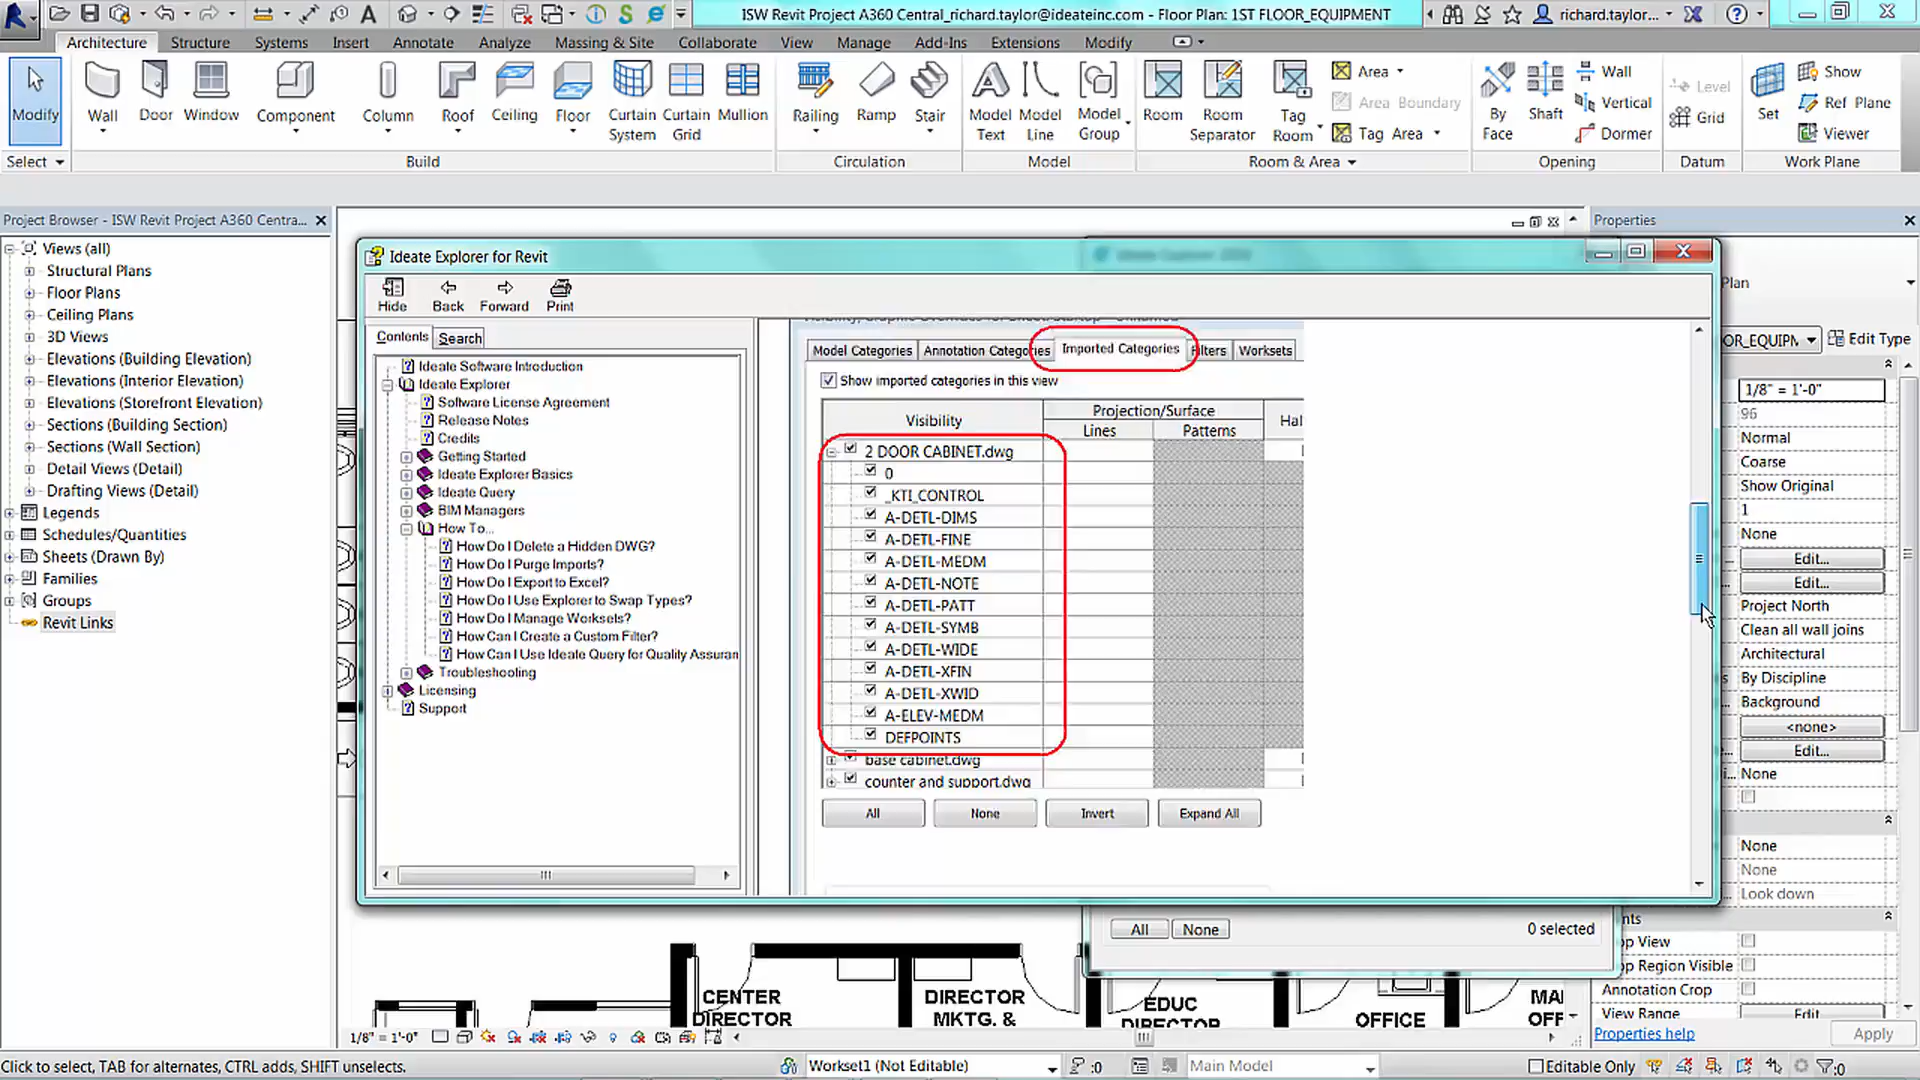 ISW Revit Project A360 Central_richard.taylor@ideateinc.com - Floor Plan: 1ST FLOOR_EQUIPMENT
richard.taylor...
Architecture Structure Systems Insert Annotate Analyze Massing & Site Collaborate View Manage Add-Ins Extensions Modify
Modify
Wall
Door
Window
Component
Column
Roof
Ceiling
Floor
Curtain System
Curtain Grid
Mullion
Railing
Ramp
Stair
Model Text
Model Line
Model Group
Room
Room Separator
Tag Room
Area
Area Boundary
Tag Area
By Face
Shaft
Wall
Vertical
Dormer
Level
Grid
Set
Show
Ref Plane
Viewer
Select
Build
Circulation
Model
Room & Area
Opening
Datum
Work Plane
Project Browser - ISW Revit Project A360 Centra...
Views (all)
Structural Plans
Floor Plans
Ceiling Plans
3D Views
Elevations (Building Elevation)
Elevations (Interior Elevation)
Elevations (Storefront Elevation)
Sections (Building Section)
Sections (Wall Section)
Detail Views (Detail)
Drafting Views (Detail)
Legends
Schedules/Quantities
Sheets (Drawn By)
Families
Groups
Revit Links
Ideate Explorer for Revit
Hide Back Forward Print
Contents Search
Ideate Software Introduction
Ideate Explorer
Software License Agreement
Release Notes
Credits
Getting Started
Ideate Explorer Basics
Ideate Query
BIM Managers
How To...
How Do I Delete a Hidden DWG?
How Do I Purge Imports?
How Do I Export to Excel?
How Do I Use Explorer to Swap Types?
How Do I Manage Worksets?
How Can I Create a Custom Filter?
How Can I Use Ideate Query for Quality Assuran
Troubleshooting
Licensing
Support
Model Categories Annotation Categories Imported Categories Filters Worksets
Show imported categories in this view
Visibility
Projection/Surface
Lines Patterns
Hal
2 DOOR CABINET.dwg
0
_KTI_CONTROL
A-DETL-DIMS
A-DETL-FINE
A-DETL-MEDM
A-DETL-NOTE
A-DETL-PATT
A-DETL-SYMB
A-DETL-WIDE
A-DETL-XFIN
A-DETL-XWID
A-ELEV-MEDM
DEFPOINTS
base cabinet.dwg
counter and support.dwg
All None Invert Expand All
All None 0 selected
Properties
Plan
OR_EQUIPN Edit Type
1/8" = 1'-0"
96
Normal
Coarse
Show Original
1
None
Edit...
Edit...
Project North
Clean all wall joins
Architectural
By Discipline
Background
<none>
Edit...
None
None
None
Look down
nts
op View
op Region Visible
Annotation Crop
View Range Edit...
Properties help
Apply
CENTER DIRECTOR
DIRECTOR MKTG. &
EDUC DIRECTOR
OFFICE
MAI
OFF
1/8" = 1'-0"
Click to select, TAB for alternates, CTRL adds, SHIFT unselects.
Workset1 (Not Editable)
:0
Main Model
Editable Only
:0